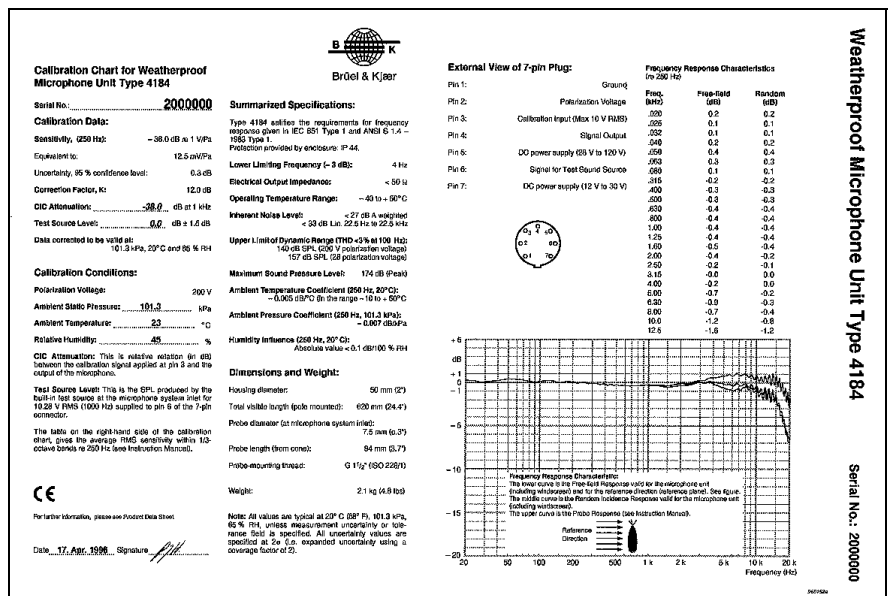 B K
Brüel & Kjær
Calibration Chart for Weatherproof
Microphone Unit Type 4184
Serial No.: 2000000
Calibration Data:
Sensitivity, (250 Hz): – 38.0 dB re 1 V/Pa
Equivalent to: 12.5 mV/Pa
Uncertainty, 95 % confidence level: 0.3 dB
Correction Factor, K: 12.0 dB
CIC Attenuation: -38.0 dB at 1 kHz
Test Source Level: 0.0 dB ± 1.5 dB
Data corrected to be valid at:
101.3 kPa, 20°C and 65 % RH
Calibration Conditions:
Polarization Voltage: 200 V
Ambient Static Pressure: 101.3 kPa
Ambient Temperature: 23 °C
Relative Humidity: 45 %
CIC Attenuation: This is relative relation (in dB)
between the calibration signal applied at pin 3 and the
output of the microphone.
Test Source Level: This is the SPL produced by the
built-in test source at the microphone system inlet for
10.28 V RMS (1000 Hz) supplied to pin 6 of the 7-pin
connector.
The table on the right-hand side of the calibration
chart, gives the average RMS sensitivity within 1/3-
octave bands re 250 Hz (see Instruction Manual).
CE
For further information, please see Product Data Sheet
Date 17. Apr. 1996 Signature
Summarized Specifications:
Type 4184 satifies the requirements for frequency
response given in IEC 651 Type 1 and ANSI S 1.4 –
1983 Type 1.
Protection provided by enclosure: IP 44.
Lower Limiting Frequency (– 3 dB): 4 Hz
Electrical Output Impedance: < 50 Ω
Operating Temperature Range: – 40 to + 50°C
Inherent Noise Level: < 27 dB A weighted
< 33 dB Lin. 22.5 Hz to 22.5 kHz
Upper Limit of Dynamic Range (THD <3% at 100 Hz):
140 dB SPL (200 V polarization voltage)
157 dB SPL (28 polarization voltage)
Maximum Sound Pressure Level: 174 dB (Peak)
Ambient Temperature Coefficient (250 Hz, 20°C):
– 0.005 dB/°C (in the range – 10 to + 50°C
Ambient Pressure Coefficient (250 Hz, 101.3 kPa):
– 0.007 dB/kPa
Humidity Influence (250 Hz, 20° C):
Absolute value < 0.1 dB/100 % RH
Dimensions and Weight:
Housing diameter: 50 mm (2")
Total visible length (pole mounted): 620 mm (24.4")
Probe diameter (at microphone system inlet):
7.5 mm (0.3")
Probe length (from cone): 94 mm (3.7")
Probe-mounting thread: G 1½" (ISO 228/1)
Weight: 2.1 kg (4.8 lbs)
Note: All values are typical at 20° C (68° F), 101.3 kPa,
65 % RH, unless measurement uncertainty or tole-
rance field is specified. All uncertainty values are
specified at 2σ (i.e. expanded uncertainty using a
coverage factor of 2).
External View of 7-pin Plug:
Pin 1: Ground
Pin 2: Polarization Voltage
Pin 3: Calibration Input (Max 10 V RMS)
Pin 4: Signal Output
Pin 5: DC power supply (28 V to 120 V)
Pin 6: Signal for Test Sound Source
Pin 7: DC power supply (12 V to 30 V)
Frequency Response Characteristics
(re 250 Hz)
Freq. Free-field Random
(kHz) (dB) (dB)
.020 0.2 0.2
.025 0.1 0.1
.032 0.1 0.1
.040 0.2 0.2
.050 0.4 0.4
.063 0.3 0.3
.080 0.1 0.1
.315 -0.2 -0.2
.400 -0.3 -0.3
.500 -0.3 -0.3
.630 -0.4 -0.4
.800 -0.4 -0.4
1.00 -0.4 -0.4
1.25 -0.4 -0.4
1.60 -0.5 -0.4
2.00 -0.4 -0.2
2.50 -0.2 -0.1
3.15 -0.0 0.0
4.00 -0.2 0.0
5.00 -0.7 -0.2
6.30 -0.9 -0.3
8.00 -0.7 -0.4
10.0 -1.2 -0.8
12.5 -1.6 -1.2
+ 6
dB
+ 1
0
– 1
– 5
– 10
– 15
– 20
20 50 100 200 500 1 k 2 k 5 k 10 k 20 k
Frequency (Hz)
Frequency Response Characteristic:
The lower curve is the Free-field Response valid for the microphone unit
(including windscreen) and for the reference direction (reference plane). See figure.
The middle curve is the Random Incidence Response valid for the microphone unit
(including windscreen).
The upper curve is the Probe Response (see Instruction Manual).
Reference
Direction
Weatherproof Microphone Unit Type 4184
Serial No.: 2000000